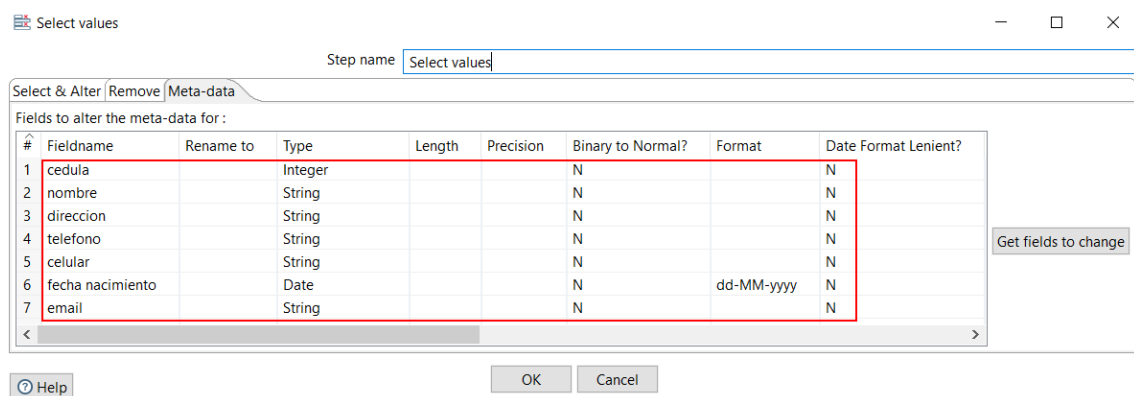 Select values
Step name Select values
Select & Alter Remove Meta-data
Fields to alter the meta-data for :
# Fieldname Rename to Type Length Precision Binary to Normal? Format Date Format Lenient?
1 cedula Integer N N
2 nombre String N N
3 direccion String N N
4 telefono String N N
Get fields to change
5 celular String N N
6 fecha nacimiento Date N dd-MM-yyyy N
7 email String N N
OK Cancel
Help